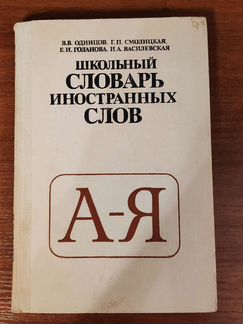 В.В. ОДИНЦОВ, Г.П. СМОЛИЦКАЯ,
Е.И. ГОЛАНОВА, И.А. ВАСИЛЕВСКАЯ
ШКОЛЬНЫЙ
СЛОВАРЬ
ИНОСТРАННЫХ
СЛОВ
А-Я